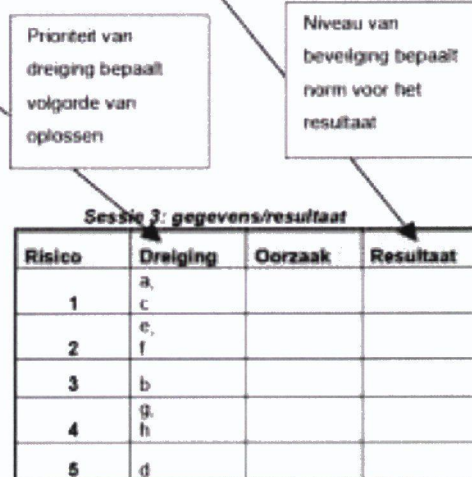 Prioriteit van
dreiging bepaalt
volgorde van
oplossen
Niveau van
beveiliging bepaalt
norm voor het
resultaat
Sessie 3: gegevens/resultaat
Risico Dreiging Oorzaak Resultaat
a,
1 c
e,
2 f
3 b
g,
4 h
5 d